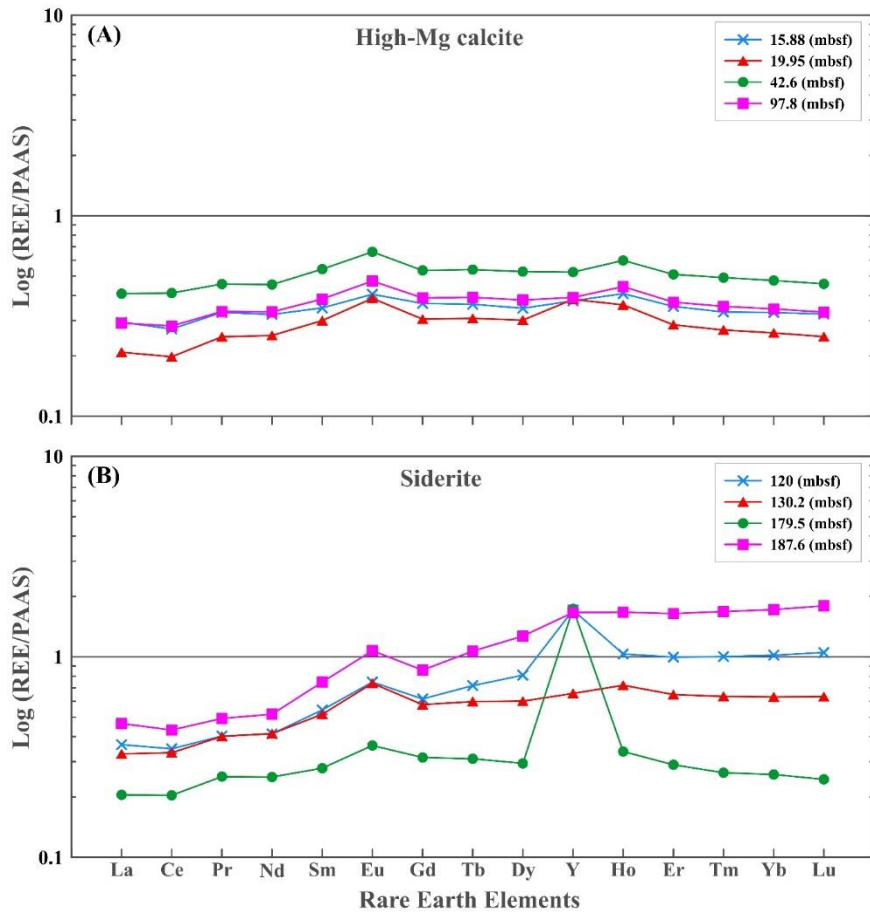 (A)
High-Mg calcite
15.88 (mbsf)
19.95 (mbsf)
42.6 (mbsf)
97.8 (mbsf)
10
1
0.1
Log (REE/PAAS)
(B)
Siderite
120 (mbsf)
130.2 (mbsf)
179.5 (mbsf)
187.6 (mbsf)
10
1
0.1
Log (REE/PAAS)
La Ce Pr Nd Sm Eu Gd Tb Dy Y Ho Er Tm Yb Lu
Rare Earth Elements